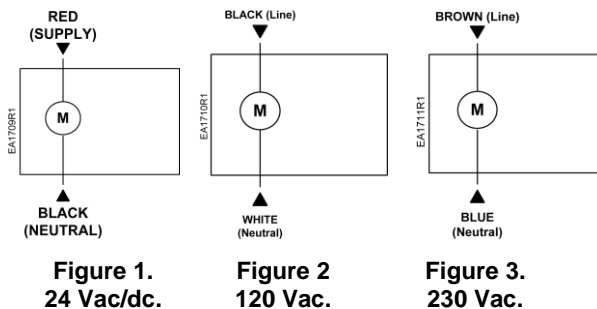 RED
(SUPPLY)
M
EA1709R1
BLACK
(NEUTRAL)
Figure 1.
24 Vac/dc.
BLACK (Line)
M
EA1710R1
WHITE
(Neutral)
Figure 2
120 Vac.
BROWN (Line)
M
EA1711R1
BLUE
(Neutral)
Figure 3.
230 Vac.